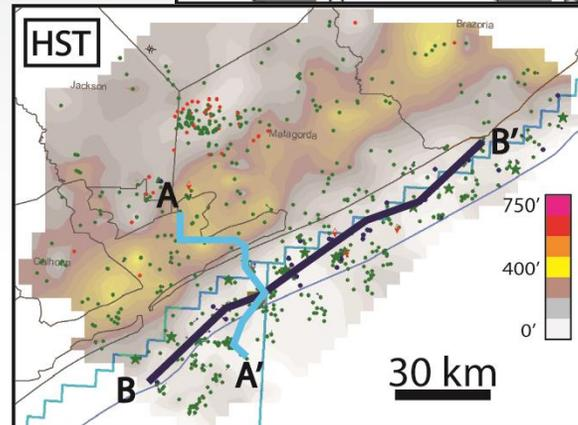 HST
Brazoria
Jackson
Matagorda
A
B'
750'
400'
0'
Calhoun
A'
B
30 km